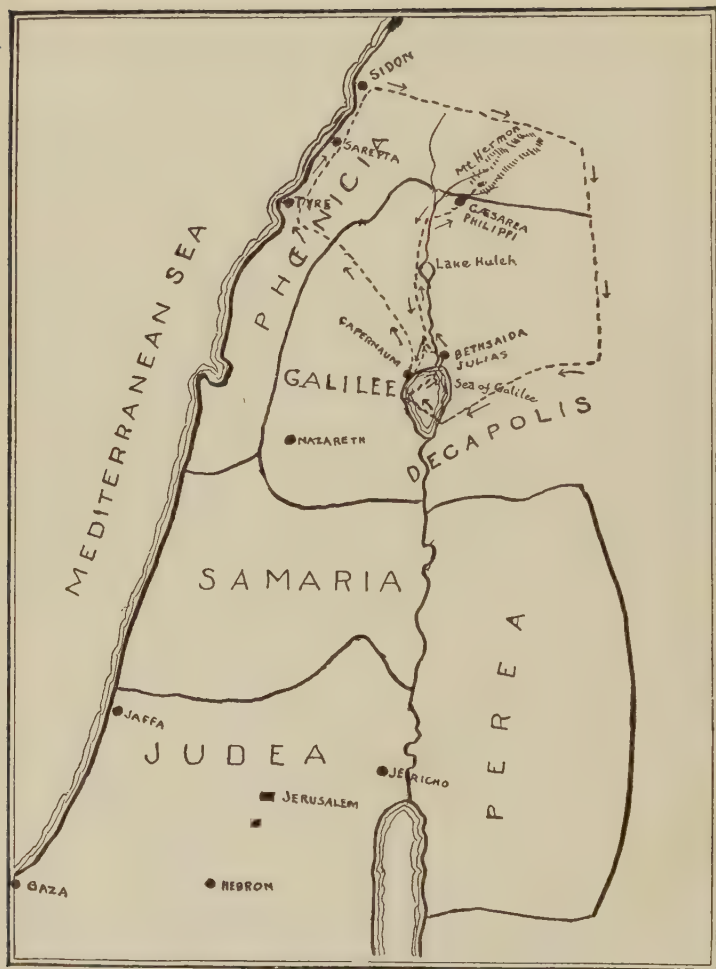 SIDON
SAREPTA
Mt. Hermon
TYRE
PHŒNICIA
CÆSAREA
PHILIPPI
Lake Huleh
CAPERNAUM
BETHSAIDA
JULIAS
GALILEE
Sea of Galilee
MEDITERRANEAN SEA
DECAPOLIS
NAZARETH
SAMARIA
PEREA
JAFFA
JUDEA
JERICHO
JERUSALEM
GAZA
HEBRON